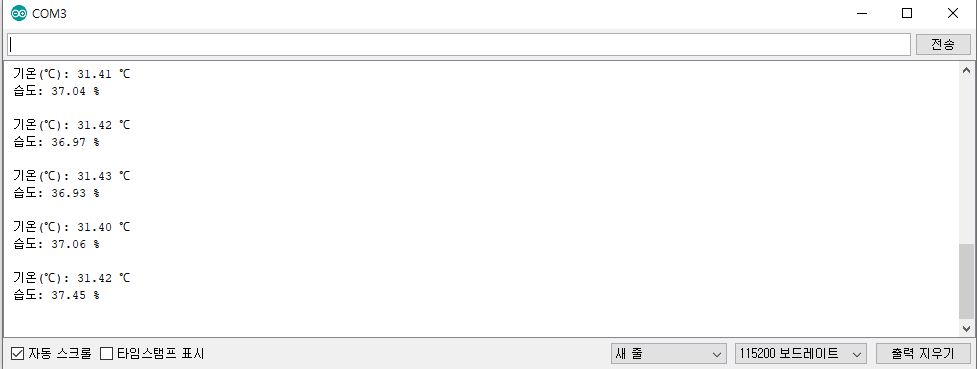 COM3
전송
기온(℃): 31.41 ℃
습도: 37.04 %
기온(℃): 31.42 ℃
습도: 36.97 %
기온(℃): 31.43 ℃
습도: 36.93 %
기온(℃): 31.40 ℃
습도: 37.06 %
기온(℃): 31.42 ℃
습도: 37.45 %
자동 스크롤 타임스탬프 표시 새 줄 115200 보드레이트 출력 지우기